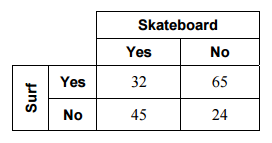 Skateboard
Yes No
Surf
Yes 32 65
No 45 24